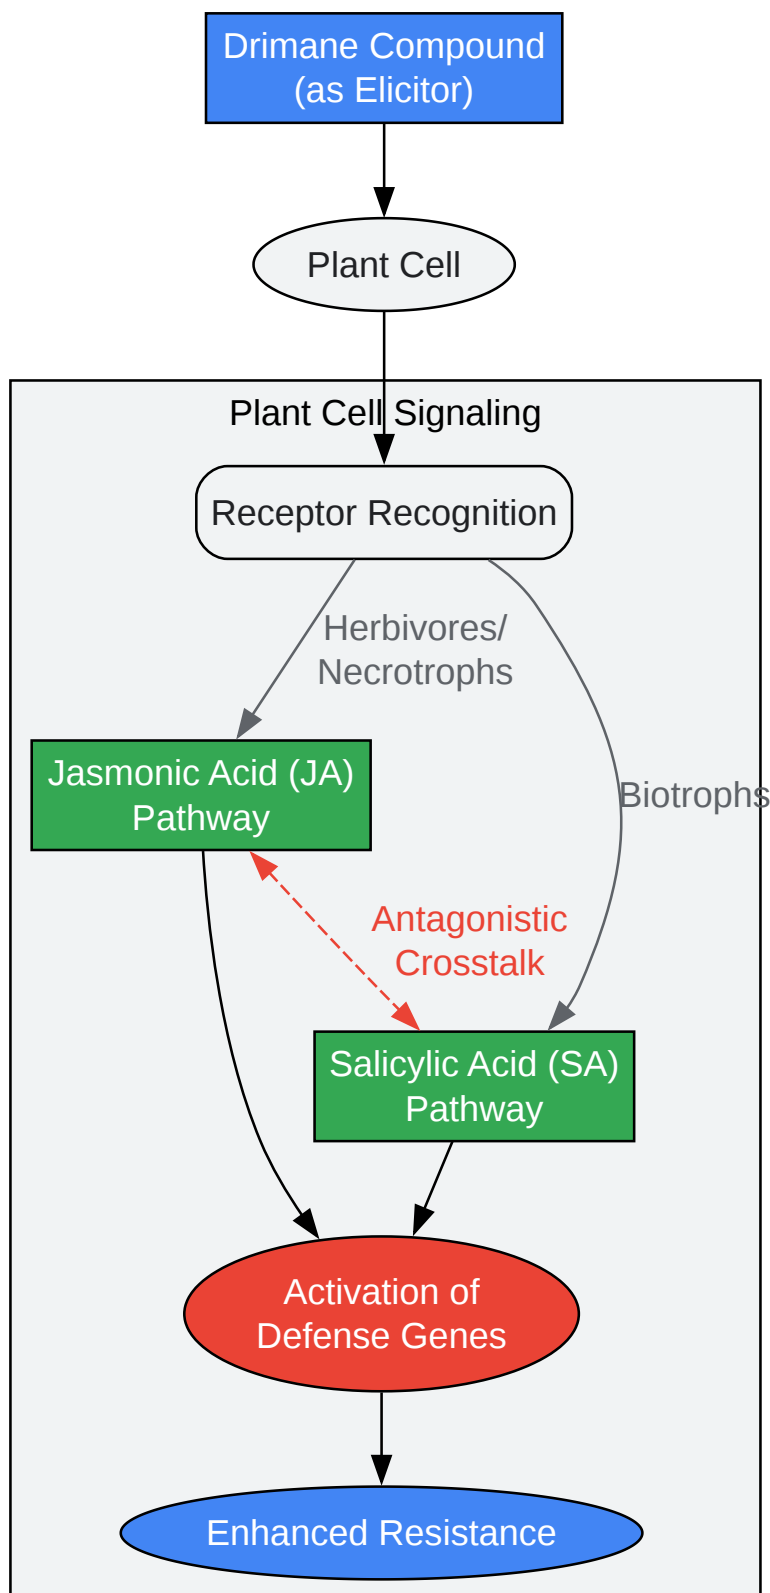 Drimane Compound
(as Elicitor)
Plant Cell
Plant Cell Signaling
Receptor Recognition
Herbivores/
Necrotrophs
Jasmonic Acid (JA)
Pathway
Biotrophs
Antagonistic
Crosstalk
Salicylic Acid (SA)
Pathway
Activation of
Defense Genes
Enhanced Resistance